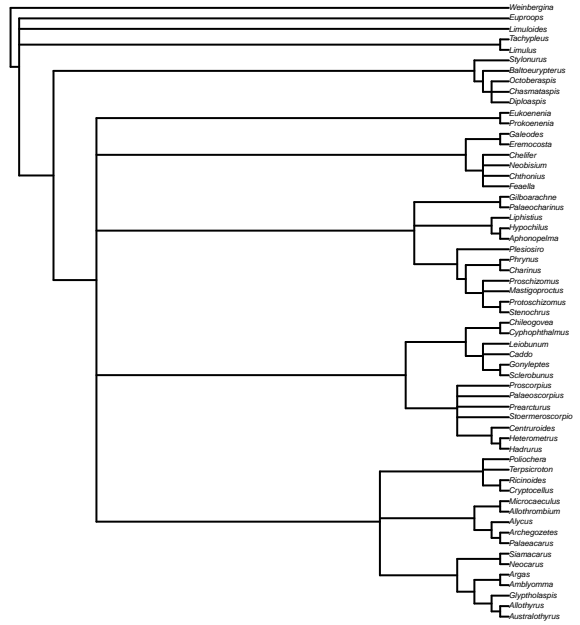 Weinbergina
Euproops
Limuloides
Tachypleus
Limulus
Stylonurus
Baltoeurypterus
Octoberaspis
Chasmataspis
Diploaspis
Eukoenenia
Prokoenenia
Galeodes
Eremocosta
Chelifer
Neobisium
Chthonius
Feaella
Gilboarachne
Palaeocharinus
Liphistius
Hypochilus
Aphonopelma
Plesiosiro
Phrynus
Charinus
Proschizomus
Mastigoproctus
Protoschizomus
Stenochrus
Chileogovea
Cyphophthalmus
Leiobunum
Caddo
Gonyleptes
Sclerobunus
Proscorpius
Palaeoscorpius
Prearcturus
Stoermeroscorpio
Centruroides
Heterometrus
Hadrurus
Poliochera
Terpsicroton
Ricinoides
Cryptocellus
Microcaeculus
Allothrombium
Alycus
Archegozetes
Palaeacarus
Siamacarus
Neocarus
Argas
Amblyomma
Glyptholaspis
Allothyrus
Australothyrus